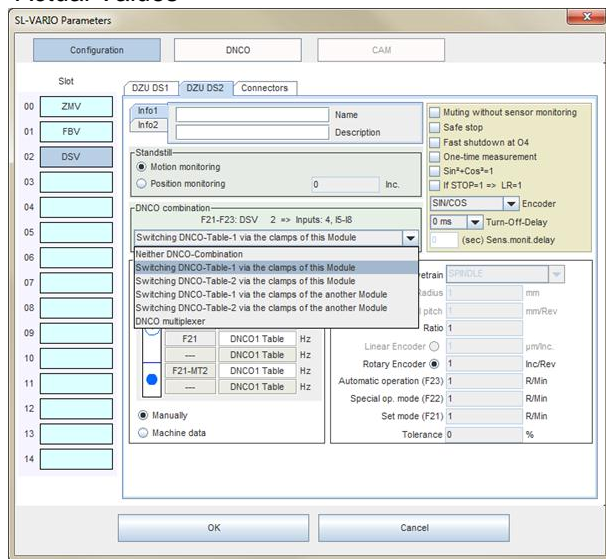 Actual Values
SL-VARIO Parameters
Configuration
DNCO
CAM
Slot
00 ZMV
01 FBV
02 DSV
03
04
05
06
07
08
09
10
11
12
13
14
DZU DS1 DZU DS2 Connectors
Info1 Name
Info2 Description
Standstill
Motion monitoring
Position monitoring 0 Inc.
DNCO combination
F21-F23: DSV 2 => Inputs: 4, I5-I8
Switching DNCO-Table-1 via the clamps of this Module
Neither DNCO-Combination
Switching DNCO-Table-1 via the clamps of this Module
Switching DNCO-Table-2 via the clamps of this Module
Switching DNCO-Table-1 via the clamps of the another Module
Switching DNCO-Table-2 via the clamps of the another Module
DNCO multiplexer
F21 DNCO1 Table Hz
---- DNCO1 Table Hz
F21-MT2 DNCO1 Table Hz
---- DNCO1 Table Hz
Manually
Machine data
Muting without sensor monitoring
Safe stop
Fast shutdown at O4
One-time measurement
Sin²+Cos²=1
If STOP=1 => LR=1
SIN/COS Encoder
0 ms Turn-Off-Delay
0 (sec) Sens.monit.delay
etrain SPINDLE
Radius 1 mm
pitch 1 mm/Rev
Ratio 1
Linear Encoder 1 µm/Inc.
Rotary Encoder 1 Inc/Rev
Automatic operation (F23) 1 R/Min
Special op. mode (F22) 1 R/Min
Set mode (F21) 1 R/Min
Tolerance 0 %
OK
Cancel